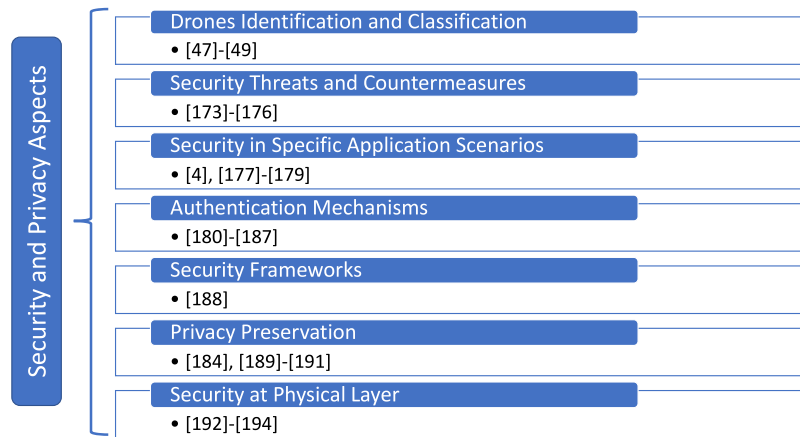 Security and Privacy Aspects
Drones Identification and Classification
• [47]-[49]
Security Threats and Countermeasures
• [173]-[176]
Security in Specific Application Scenarios
• [4], [177]-[179]
Authentication Mechanisms
• [180]-[187]
Security Frameworks
• [188]
Privacy Preservation
• [184], [189]-[191]
Security at Physical Layer
• [192]-[194]